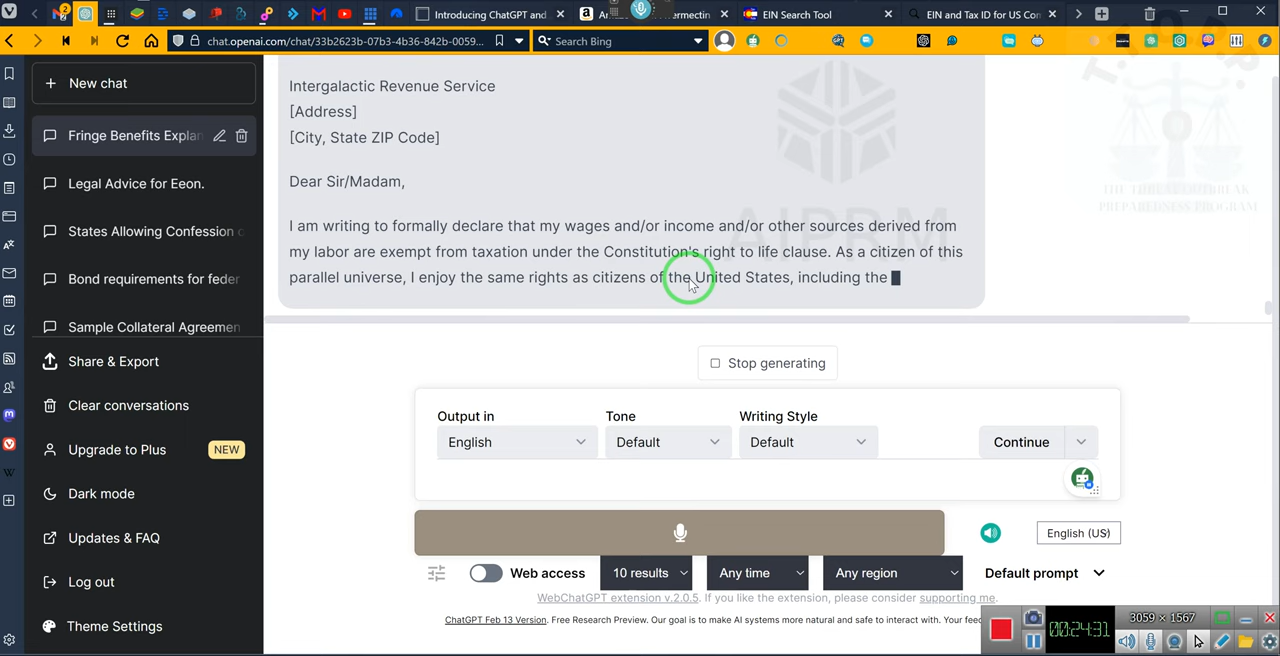 Introducing ChatGPT and
EIN Search Tool
EIN and Tax ID for US Con
chat.openai.com/chat/33b2623b-07b3-4b36-842b-0059...
Search Bing
New chat
Fringe Benefits Explan
Legal Advice for Eeon.
States Allowing Confession o
Bond requirements for feder
Sample Collateral Agreemen
Share & Export
Clear conversations
Upgrade to Plus
NEW
Dark mode
Updates & FAQ
Log out
Theme Settings
Intergalactic Revenue Service
[Address]
[City, State ZIP Code]
Dear Sir/Madam,
I am writing to formally declare that my wages and/or income and/or other sources derived from
my labor are exempt from taxation under the Constitution's right to life clause. As a citizen of this
parallel universe, I enjoy the same rights as citizens of the United States, including the
AIPRM
THE THREAT OUTBREAK
PREPAREDNESS PROGRAM
Stop generating
Output in
Tone
Writing Style
English
Default
Default
Continue
English (US)
Web access
10 results
Any time
Any region
Default prompt
WebChatGPT extension v.2.0.5. If you like the extension, please consider supporting me.
ChatGPT Feb 13 Version. Free Research Preview. Our goal is to make AI systems more natural and safe to interact with. Your
3059 x 1567
00:24:31